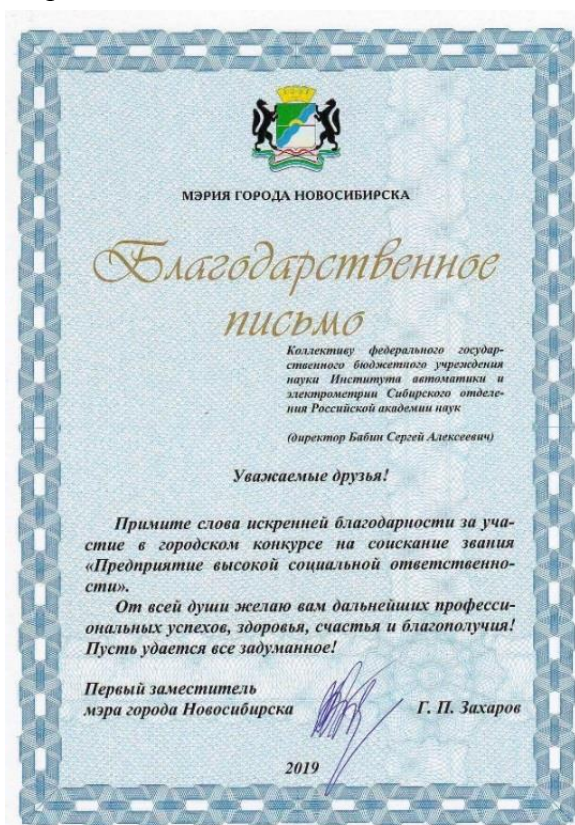 МЭРИЯ ГОРОДА НОВОСИБИРСКА
Благодарственное
письмо
Коллективу федерального государ-
ственного бюджетного учреждения
науки Института автоматики и
электрометрии Сибирского отделе-
ния Российской академии наук
(директор Бабин Сергей Алексеевич)
Уважаемые друзья!
Примите слова искренней благодарности за уча-
стие в городском конкурсе на соискание звания
«Предприятие высокой социальной ответственно-
сти».
От всей души желаю вам дальнейших професси-
ональных успехов, здоровья, счастья и благополучия!
Пусть удается все задуманное!
Первый заместитель
мэра города Новосибирска Г. П. Захаров
2019